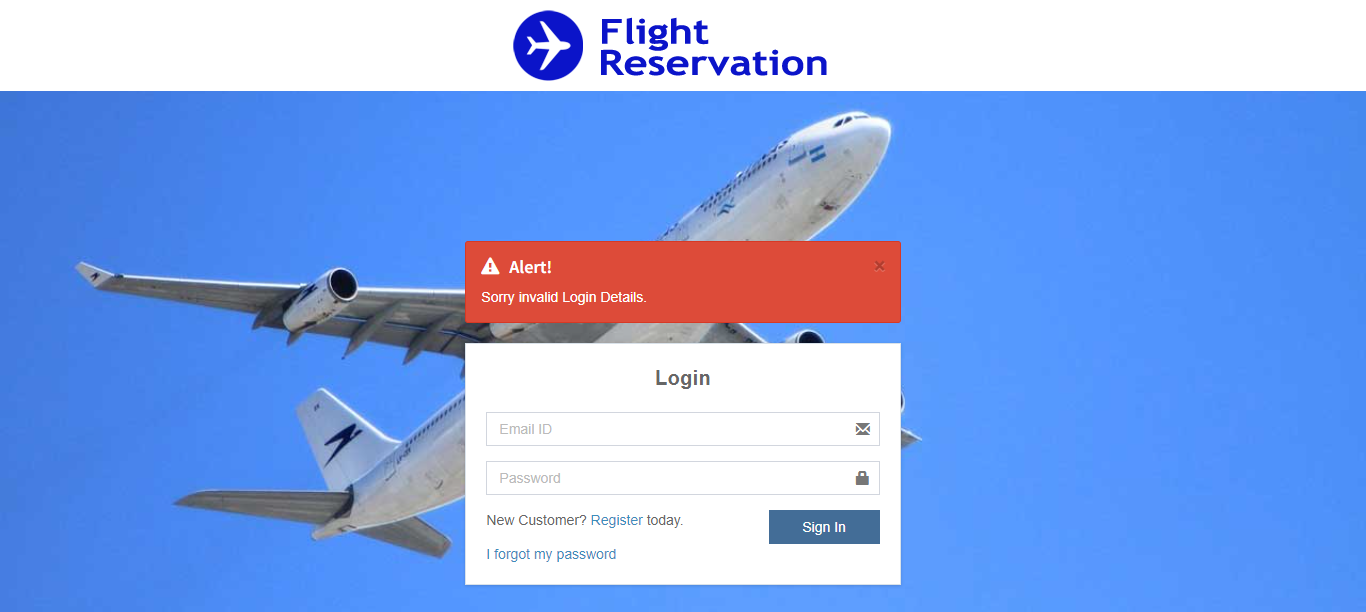 Flight
Reservation
Alert!
×
Sorry invalid Login Details.
Login
Email ID
Password
New Customer? Register today.
Sign In
I forgot my password